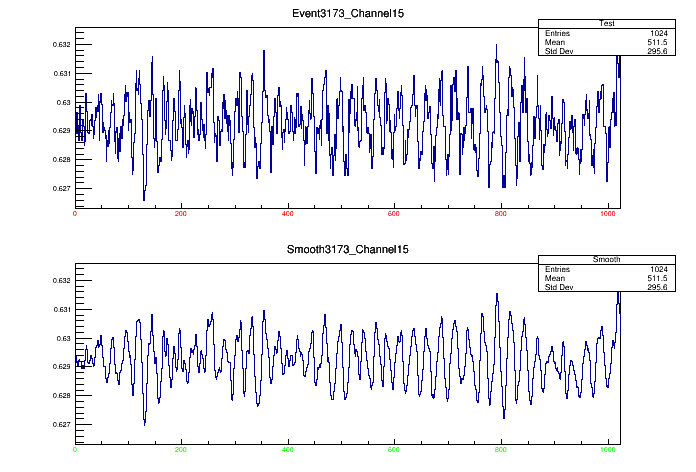 Event3173_Channel15
Test
Entries 1024
Mean 511.5
Std Dev 295.6
0.632
0.631
0.63
0.629
0.628
0.627
0 200 400 600 800 1000
Smooth3173_Channel15
Smooth
Entries 1024
Mean 511.5
Std Dev 295.6
0.632
0.631
0.63
0.629
0.628
0.627
0 200 400 600 800 1000